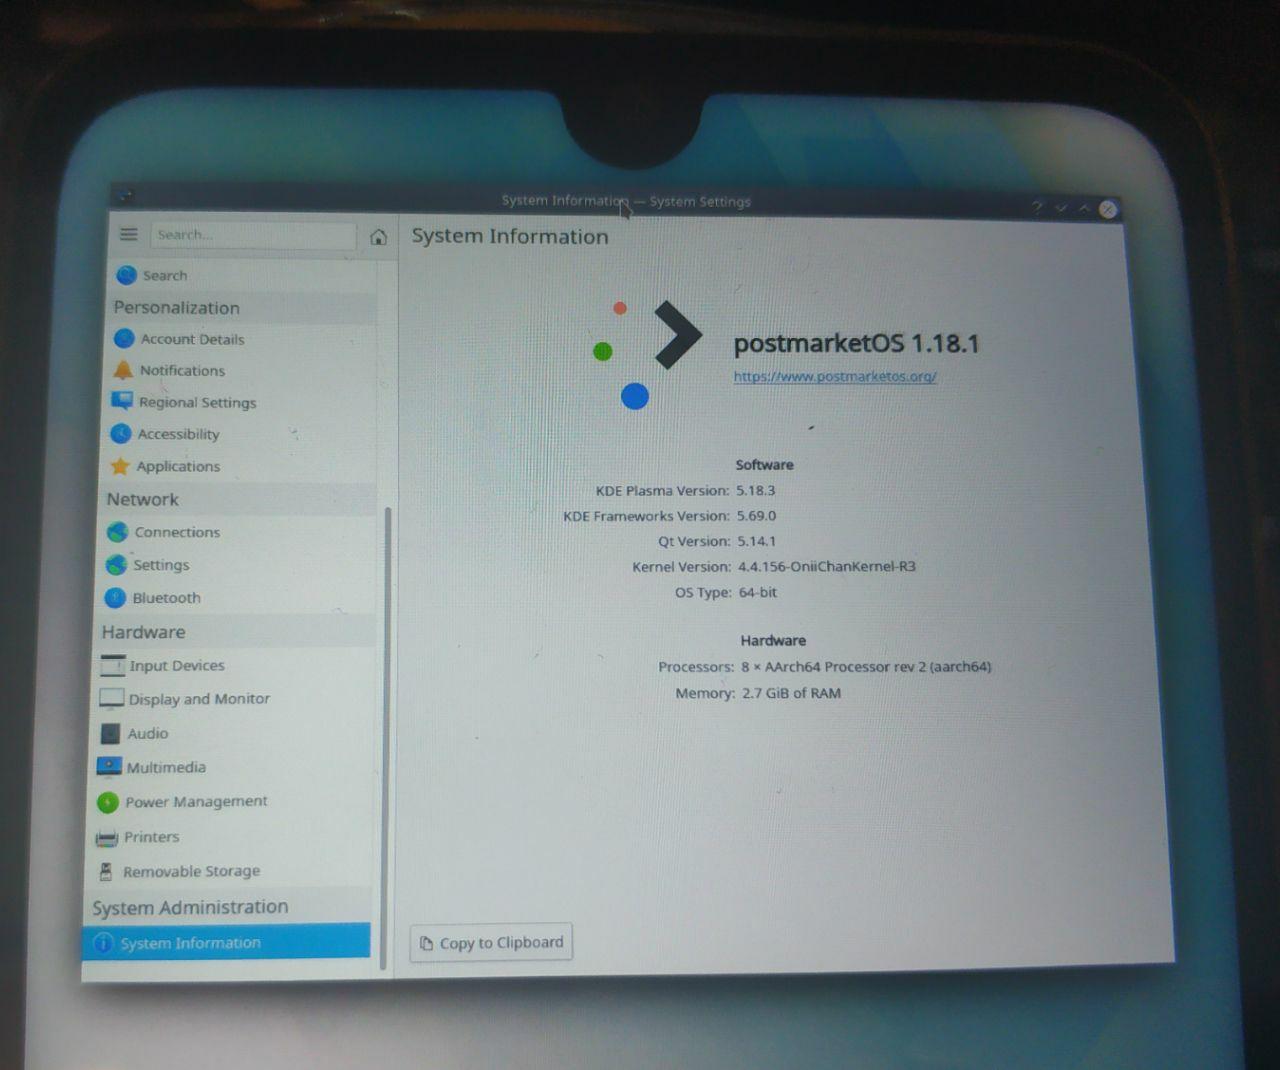 System Information — System Settings
Search...
System Information
Search
Personalization
Account Details
Notifications
Regional Settings
Accessibility
Applications
Network
Connections
Settings
Bluetooth
Hardware
Input Devices
Display and Monitor
Audio
Multimedia
Power Management
Printers
Removable Storage
System Administration
System Information
postmarketOS 1.18.1
https://www.postmarketos.org/
Software
KDE Plasma Version: 5.18.3
KDE Frameworks Version: 5.69.0
Qt Version: 5.14.1
Kernel Version: 4.4.156-OniiChanKernel-R3
OS Type: 64-bit
Hardware
Processors: 8 × AArch64 Processor rev 2 (aarch64)
Memory: 2.7 GiB of RAM
Copy to Clipboard